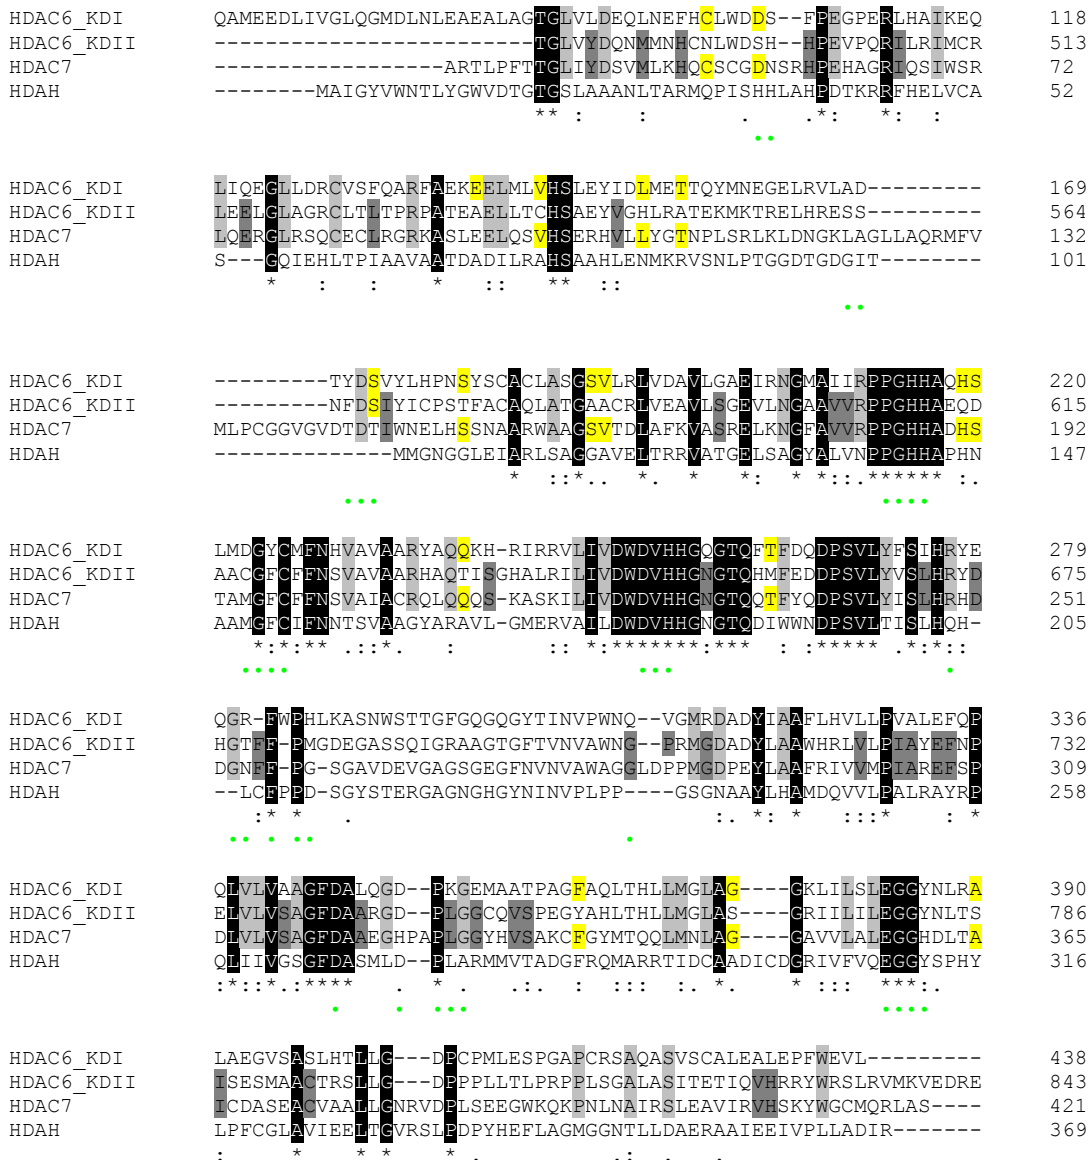 HDAC6_KDI QAMEEDLIVGLQGMDLNLEAEALAGTGLVLDEQLNEFHCLWDDS--FPEGPERLHAIKEQ 118
HDAC6_KDII ------------------------TGLVYDQNMMNHCNLWDSH--HPEVPQRILRIMCR 513
HDAC7 ------------------ARTLPFTTGLIYDSVMLKHQCSCGDNSRHPEHAGRIQSIWSR 72
HDAH --------MAIGYVWNTLYGWVDTGTGSLAAANLTARMQPISHHLAHPDTKRRFHELVCA 52
** : : . .*: *: :
HDAC6_KDI LIQEGLLDRCVSFQARFAEKEELMLVHSLEYIDLMETTQYMNEGELRVLAD--------- 169
HDAC6_KDII LEELGLAGRCLTLTPRPATEAELLTCHSAEYVGHLRATEKMKTRELHRESS--------- 564
HDAC7 LQERGLRSQCECLRGRKASLEELQSVHSERHVLLYGTNPLSRLKLDNGKLAGLLAQRMFV 132
HDAH S---GQIEHLTPIAAVAATDADILRAHSAAHLENMKRVSNLPTGGDTGDGIT-------- 101
* : : * :: ** ::
HDAC6_KDI ---------TYDSVYLHPNSYSCACLASGSVLRLVDAVLGAEIRNGMAIIRPPGHHAQHS 220
HDAC6_KDII ---------NFDSIYICPSTFACAQLATGAACRLVEAVLSGEVLNGAAVVRPPGHHAEQD 615
HDAC7 MLPCGGVGVDTDTIWNELHSSNAARWAAGSVTDLAFKVASRELKNGFAVVRPPGHHADHS 192
HDAH --------------MMGNGGLEIARLSAGGAVELTRRVATGELSAGYALVNPPGHHAPHN 147
* ::*.. *. * *: * *::.****** :.
HDAC6_KDI LMDGYCMFNHVAVAARYAQQKH-RIRRVLIVDWDVHHGQGTQFTFDQDPSVLYFSIHRYE 279
HDAC6_KDII AACGFCFFNSVAVAARHAQTISGHALRILIVDWDVHHGNGTQHMFEDDPSVLYVSLHRYD 675
HDAC7 TAMGFCFFNSVAIACRQLQQQS-KASKILIVDWDVHHGNGTQQTFYQDPSVLYISLHRHD 251
HDAH AAMGFCIFNNTSVAAGYARAVL-GMERVAILDWDVHHGNGTQDIWWNDPSVLTISLHQH- 205
*:*:** .::*. : :: *:*******:*** : :***** .*:*::
HDAC6_KDI QGR-FWPHLKASNWSTTGFGQGQGYTINVPWNQ--VGMRDADYIAAFLHVLLPVALEFQP 336
HDAC6_KDII HGTFF-PMGDEGASSQIGRAAGTGFTVNVAWNG--PRMGDADYLAAWHRLVLPIAYEFNP 732
HDAC7 DGNFF-PG-SGAVDEVGAGSGEGFNVNVAWAGGLDPPMGDPEYLAAFRIVVMPIAREFSP 309
HDAH --LCFPPD-SGYSTERGAGNGHGYNINVPLPP----GSGNAAYLHAMDQVVLPALRAYRP 258
:* * . :. *: * :::* : *
HDAC6_KDI QLVLVAAGFDALQGD--PKGEMAATPAGFAQLTHLLMGLAG----GKLILSLEGGYNLRA 390
HDAC6_KDII ELVLVSAGFDAARGD--PLGGCQVSPEGYAHLTHLLMGLAS----GRIILILEGGYNLTS 786
HDAC7 DLVLVSAGFDAAEGHPAPLGGYHVSAKCFGYMTQQLMNLAG----GAVVLALEGGHDLTA 365
HDAH QLIIVGSGFDASMLD--PLARMMVTADGFRQMARRTIDCAADICDGRIVFVQEGGYSPHY 316
:*::*.:**** . * . .:. : ::: :. *. * ::: ***:.
HDAC6_KDI LAEGVSASLHTLLG---DPCPMLESPGAPCRSAQASVSCALEALEPFWEVL--------- 438
HDAC6_KDII ISESMAACTRSLLG---DPPPLLTLPRPPLSGALASITETIQVHRRYWRSLRVMKVEDRE 843
HDAC7 ICDASEACVAALLGNRVDPLSEEGWKQKPNLNAIRSLEAVIRVHSKYWGCMQRLAS---- 421
HDAH LPFCGLAVIEELTGVRSLPDPYHEFLAGMGGNTLLDAERAAIEEIVPLLADIR------- 369
: * * * * . .: . .